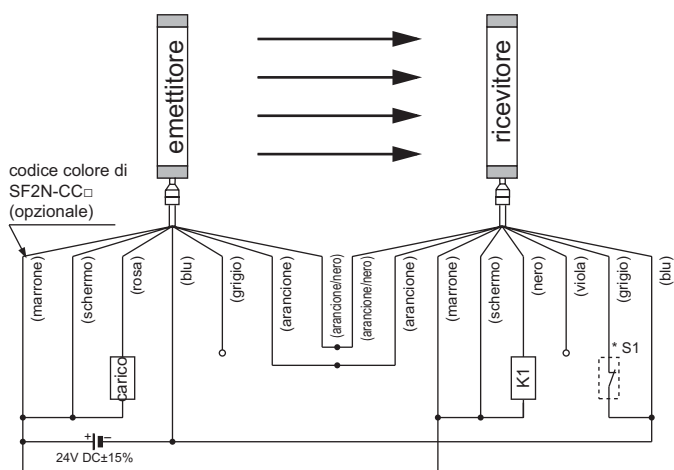 emettitore
ricevitore
codice colore di
SF2N-CC□
(opzionale)
(marrone)
(schermo)
(rosa)
(blu)
(grigio)
(arancione)
(arancione/nero)
(arancione/nero)
(arancione)
(marrone)
(schermo)
(nero)
(viola)
(grigio)
(blu)
carico
K1
* S1
+ –
24V DC±15%